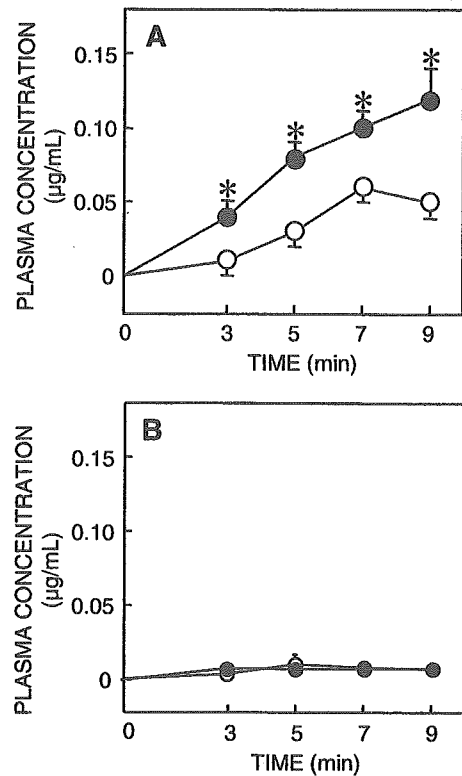 A
0.15
*
*
*
*
0.10
0.05
0
PLASMA CONCENTRATION
(μg/mL)
0 3 5 7 9
TIME (min)
B
0.15
0.10
0.05
0
PLASMA CONCENTRATION
(μg/mL)
0 3 5 7 9
TIME (min)